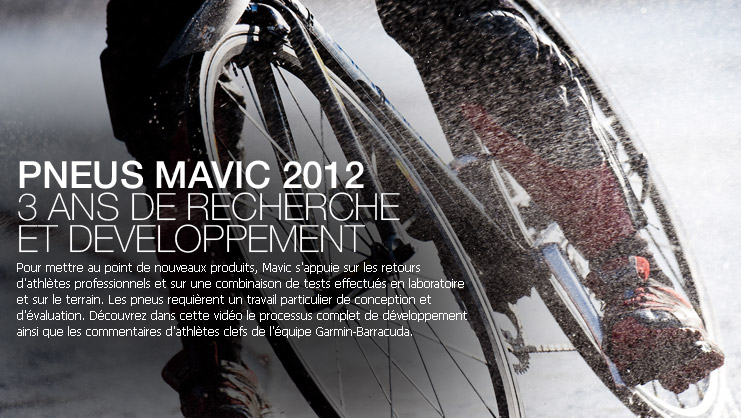 PNEUS MAVIC 2012
3 ANS DE RECHERCHE
ET DEVELOPPEMENT
Pour mettre au point de nouveaux produits, Mavic s'appuie sur les retours
d'athlètes professionnels et sur une combinaison de tests effectués en laboratoire
et sur le terrain. Les pneus requièrent un travail particulier de conception et
d'évaluation. Découvrez dans cette vidéo le processus complet de développement
ainsi que les commentaires d'athlètes clefs de l'équipe Garmin-Barracuda.